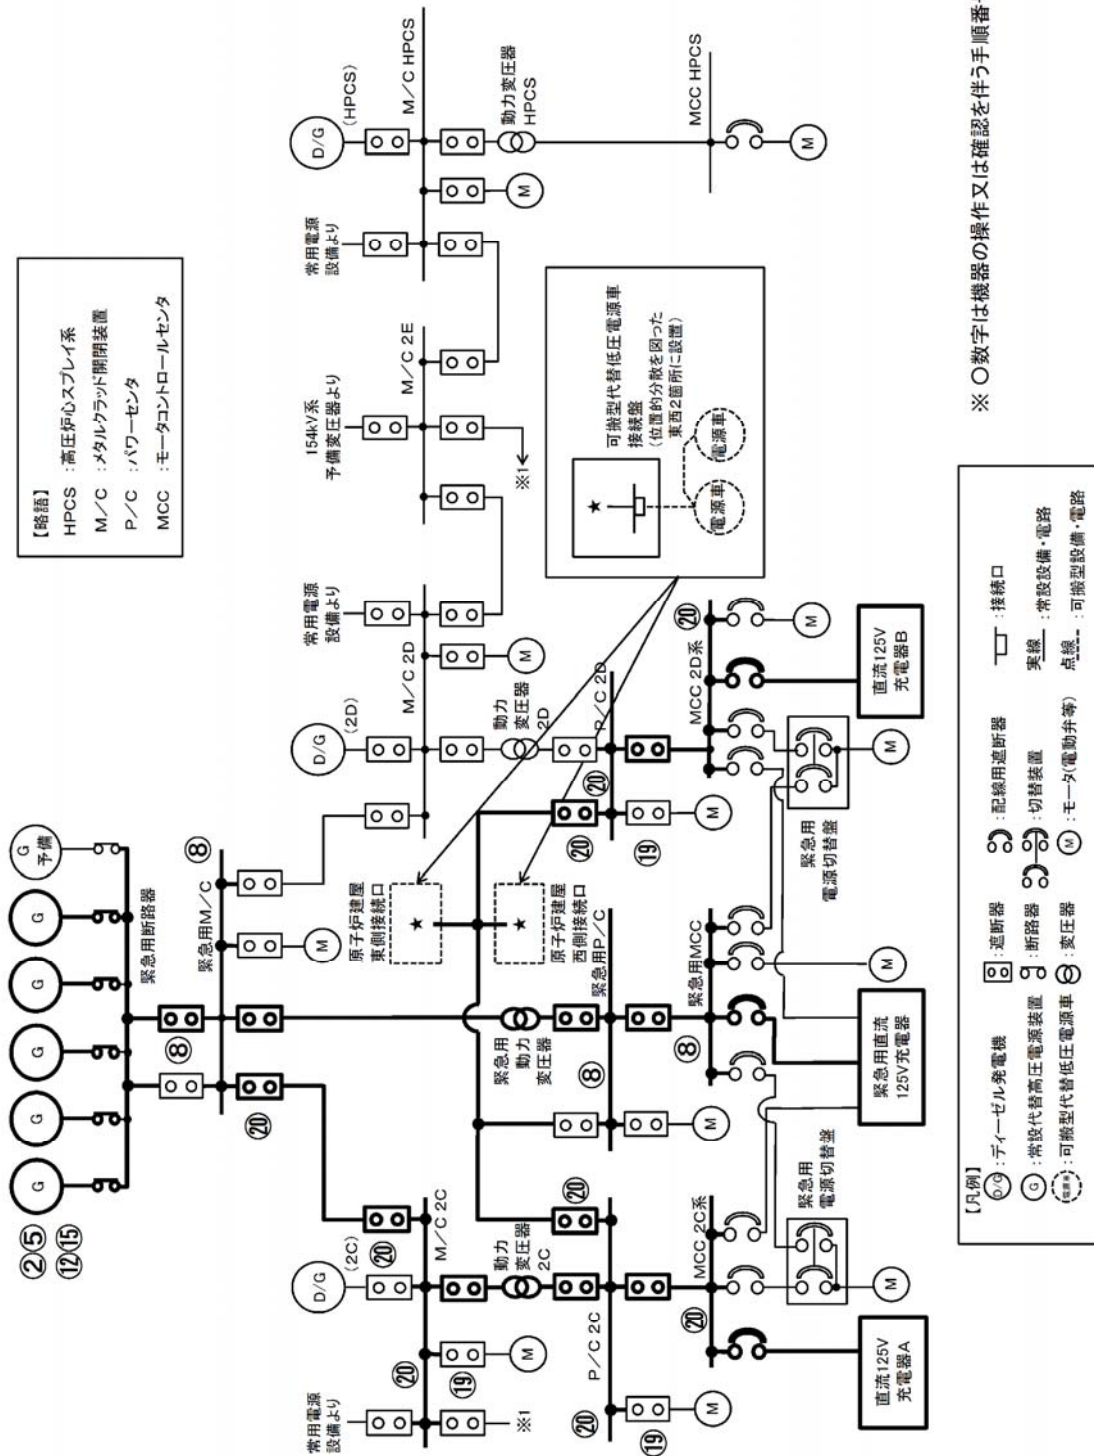 【略語】
HPCS :高圧炉心スプレイ系
M/C :メタルクラッド開閉装置
P/C :パワーセンタ
MCC :モータコントロールセンタ
②⑤
⑫⑮
G
G
G
G
G
G
予備
緊急用断路器
⑧
緊急用M/C
⑧
⑳
緊急用
動力
変圧器
緊急用P/C
⑧
M
M
緊急用MCC
⑧
M
緊急用直流
125V充電器
原子炉建屋
東側接続口
★
原子炉建屋
西側接続口
★
常用電源
設備より
※1
D/G
(2C)
M/C 2C
⑳
⑳
⑲
M
動力
変圧器
2C
⑳
P/C 2C
⑳
⑲
M
MCC 2C系
⑳
直流125V
充電器A
緊急用
電源切替盤
M
D/G
(2D)
常用電源
設備より
M/C 2D
M
動力
変圧器
2D
P/C 2D
⑳
⑳
⑲
M
MCC 2D系
⑳
M
直流125V
充電器B
緊急用
電源切替盤
M
154kV系
予備変圧器より
M/C 2E
※1
可搬型代替低圧電源車
接続盤
(位置的分散を図った
東西2箇所に設置)
★
電源車
電源車
常用電源
設備より
D/G
(HPCS)
M/C HPCS
M
動力変圧器
HPCS
MCC HPCS
M
【凡例】
D/G :ディーゼル発電機
G :常設代替高圧電源装置
電源車 :可搬型代替低圧電源車
:遮断器
:断路器
:変圧器
:配線用遮断器
:切替装置
M :モータ(電動弁等)
:接続口
実線 :常設設備・電路
点線 :可搬型設備・電路
※ ○数字は機器の操作又は確認を伴う手順番